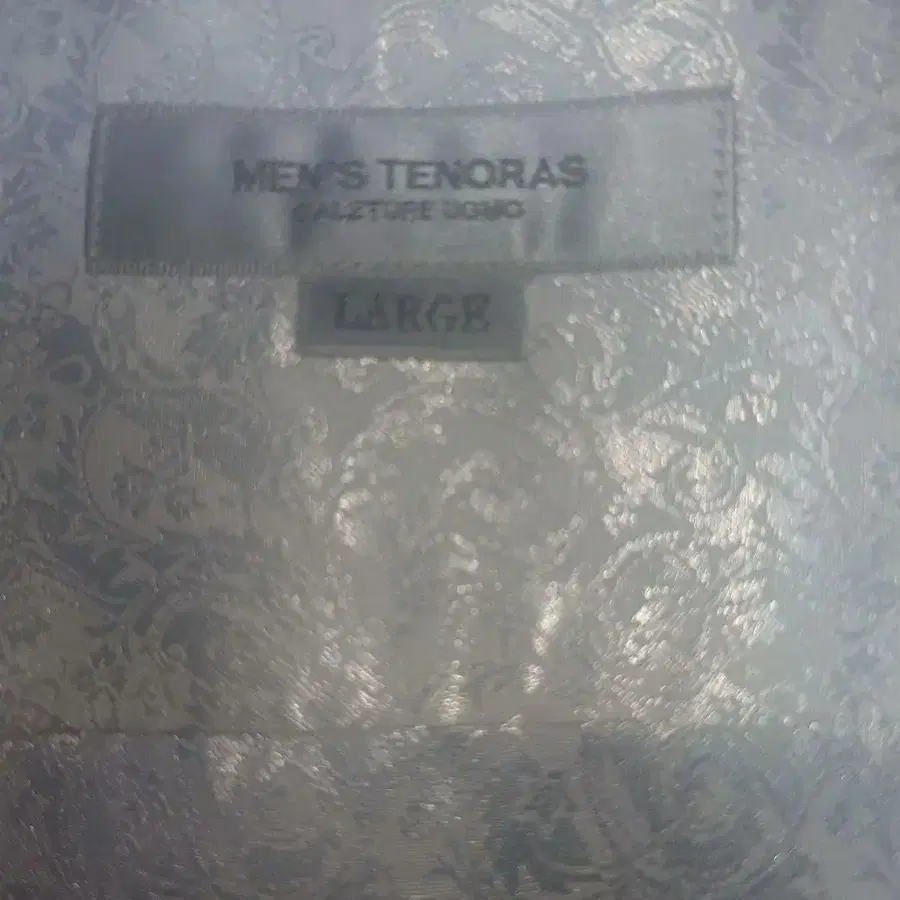 MEN'S TENORAS
CALZTURE UOMO
LARGE